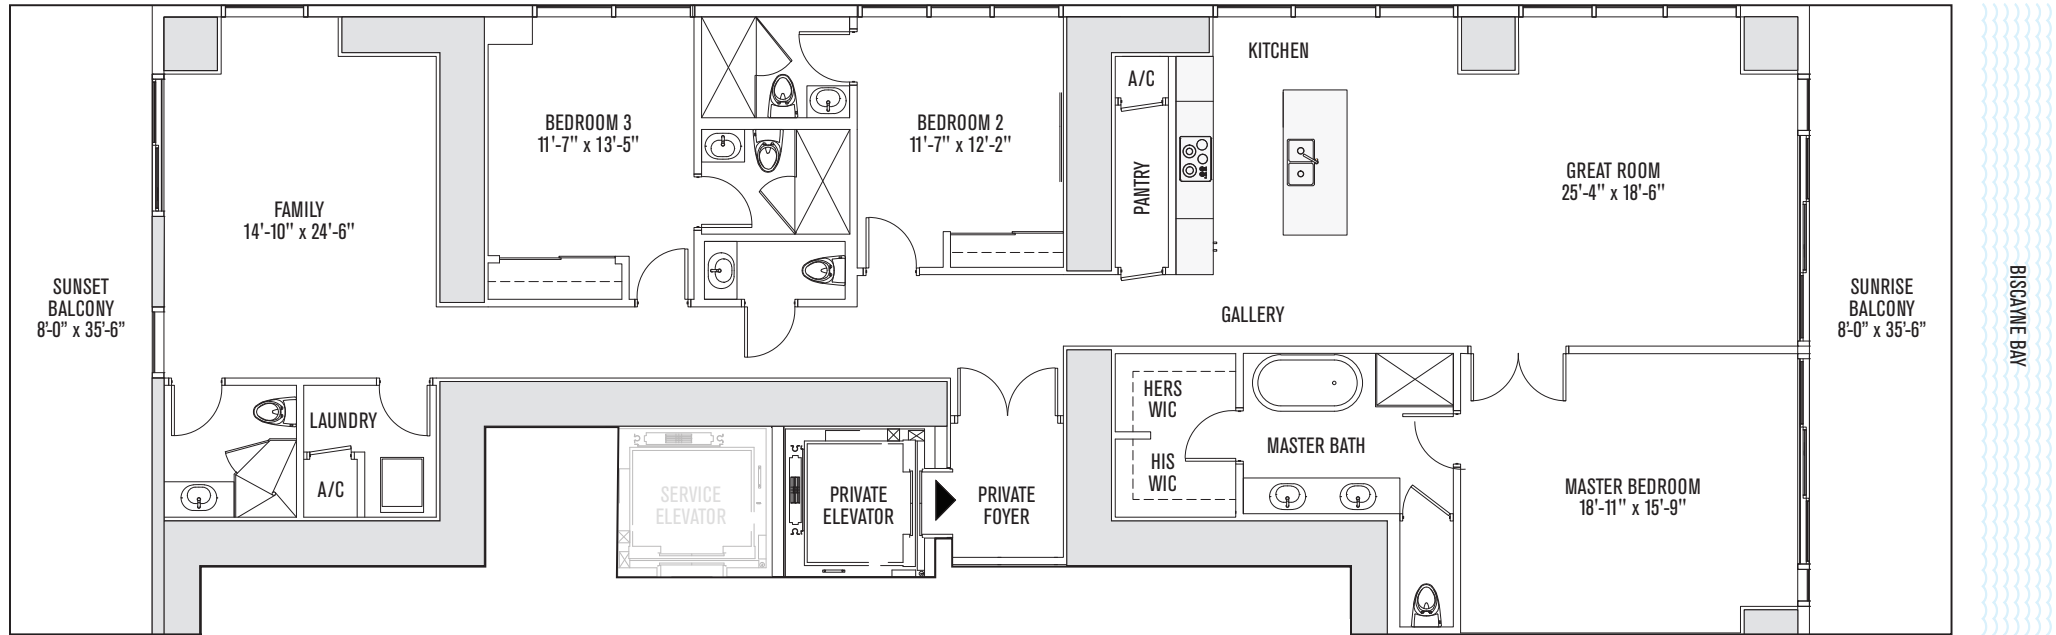 SUNSET
BALCONY
8'-0" x 35'-6"
FAMILY
14'-10" x 24'-6"
BEDROOM 3
11'-7" x 13'-5"
BEDROOM 2
11'-7" x 12'-2"
A/C
PANTRY
KITCHEN
GREAT ROOM
25'-4" x 18'-6"
GALLERY
SUNRISE
BALCONY
8'-0" x 35'-6"
BISCAYNE BAY
LAUNDRY
A/C
SERVICE
ELEVATOR
PRIVATE
ELEVATOR
PRIVATE
FOYER
HERS
WIC
HIS
WIC
MASTER BATH
MASTER BEDROOM
18'-11" x 15'-9"